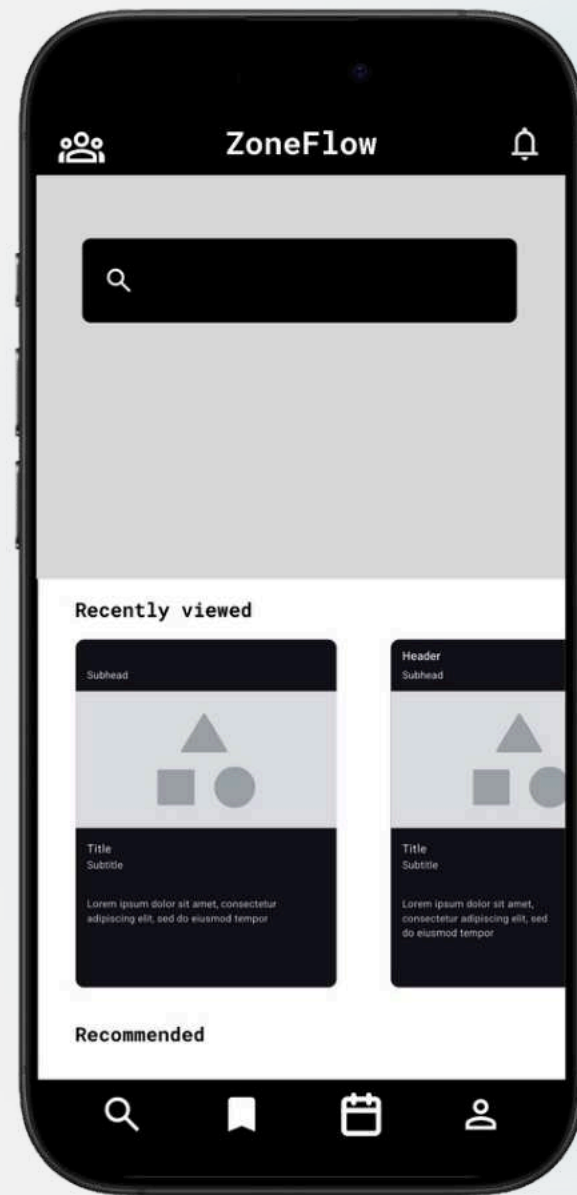 ZoneFlow
Recently viewed
Subhead
Title
Subtitle
Lorem ipsum dolor sit amet, consectetur
adipiscing elit, sed do eiusmod tempor
Header
Subhead
Title
Subtitle
Lorem ipsum dolor sit amet,
consectetur adipiscing elit, sed
do eiusmod tempor
Recommended